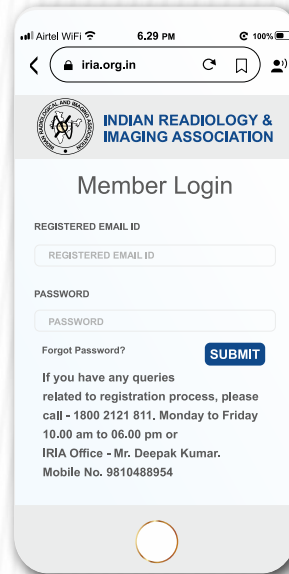 Airtel WiFi 6.29 PM 100%
iria.org.in
INDIAN READIOLOGY &
IMAGING ASSOCIATION
Member Login
REGISTERED EMAIL ID
REGISTERED EMAIL ID
PASSWORD
PASSWORD
Forgot Password?
SUBMIT
If you have any queries
related to registration process, please
call - 1800 2121 811. Monday to Friday
10.00 am to 06.00 pm or
IRIA Office - Mr. Deepak Kumar.
Mobile No. 9810488954